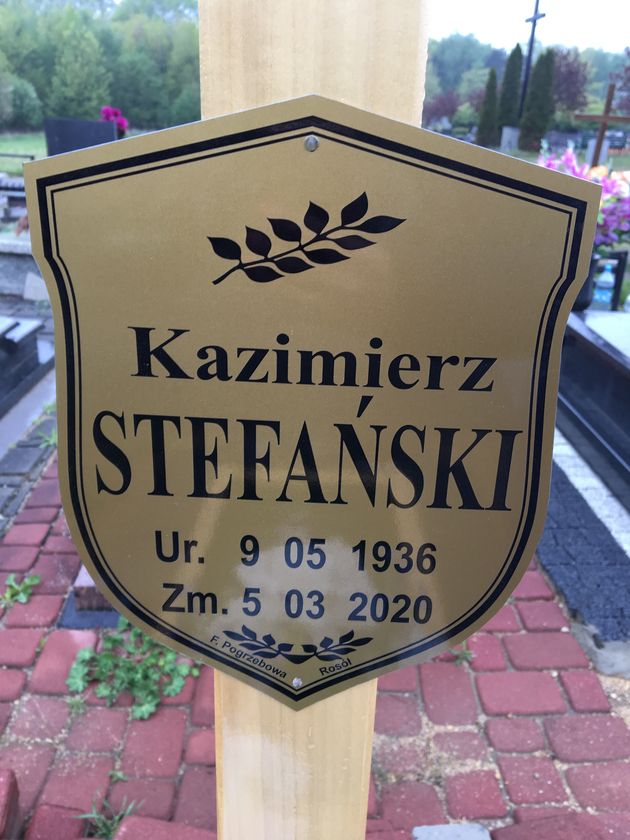 Kazimierz
STEFAŃSKI
Ur. 9 05 1936
Zm. 5 03 2020
F. Pogrzebowa Rosół